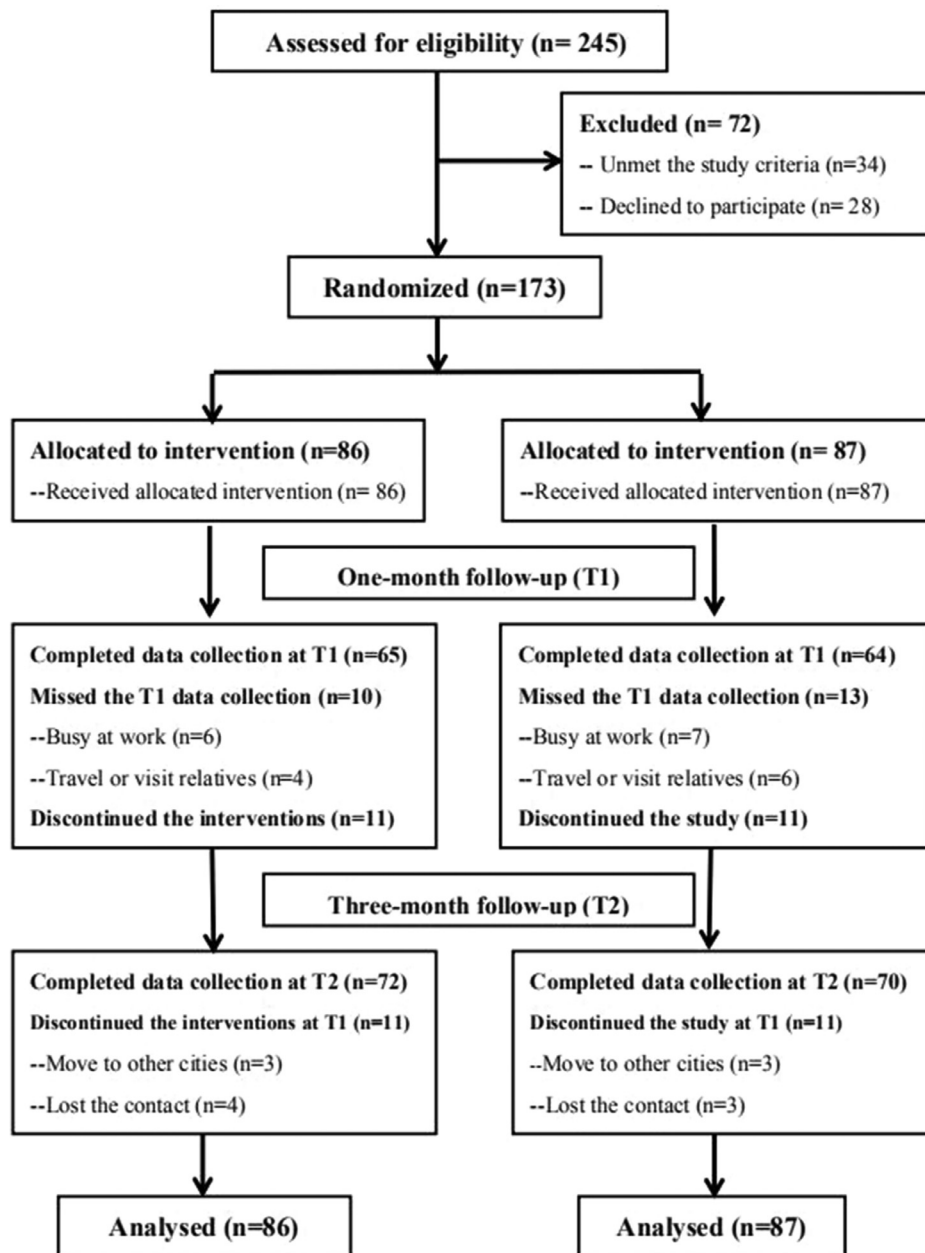 Assessed for eligibility (n= 245)
Excluded (n= 72)
-- Unmet the study criteria (n=34)
-- Declined to participate (n= 28)
Randomized (n=173)
Allocated to intervention (n=86)
--Received allocated intervention (n= 86)
Allocated to intervention (n= 87)
--Received allocated intervention (n=87)
One-month follow-up (T1)
Completed data collection at T1 (n=65)
Missed the T1 data collection (n=10)
--Busy at work (n=6)
--Travel or visit relatives (n=4)
Discontinued the interventions (n=11)
Completed data collection at T1 (n=64)
Missed the T1 data collection (n=13)
--Busy at work (n=7)
--Travel or visit relatives (n=6)
Discontinued the study (n=11)
Three-month follow-up (T2)
Completed data collection at T2 (n=72)
Discontinued the interventions at T1 (n=11)
--Move to other cities (n=3)
--Lost the contact (n=4)
Completed data collection at T2 (n=70)
Discontinued the study at T1 (n=11)
--Move to other cities (n=3)
--Lost the contact (n=3)
Analysed (n=86)
Analysed (n=87)